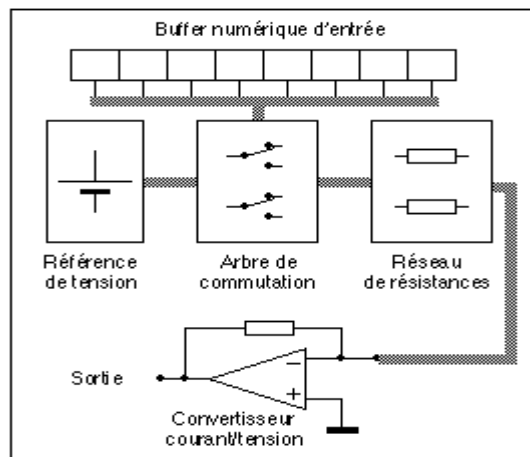 Buffer numérique d'entrée
Référence
de tension
Arbre de
commutation
Réseau
de résistances
Sortie
−
+
Convertisseur
courant/tension